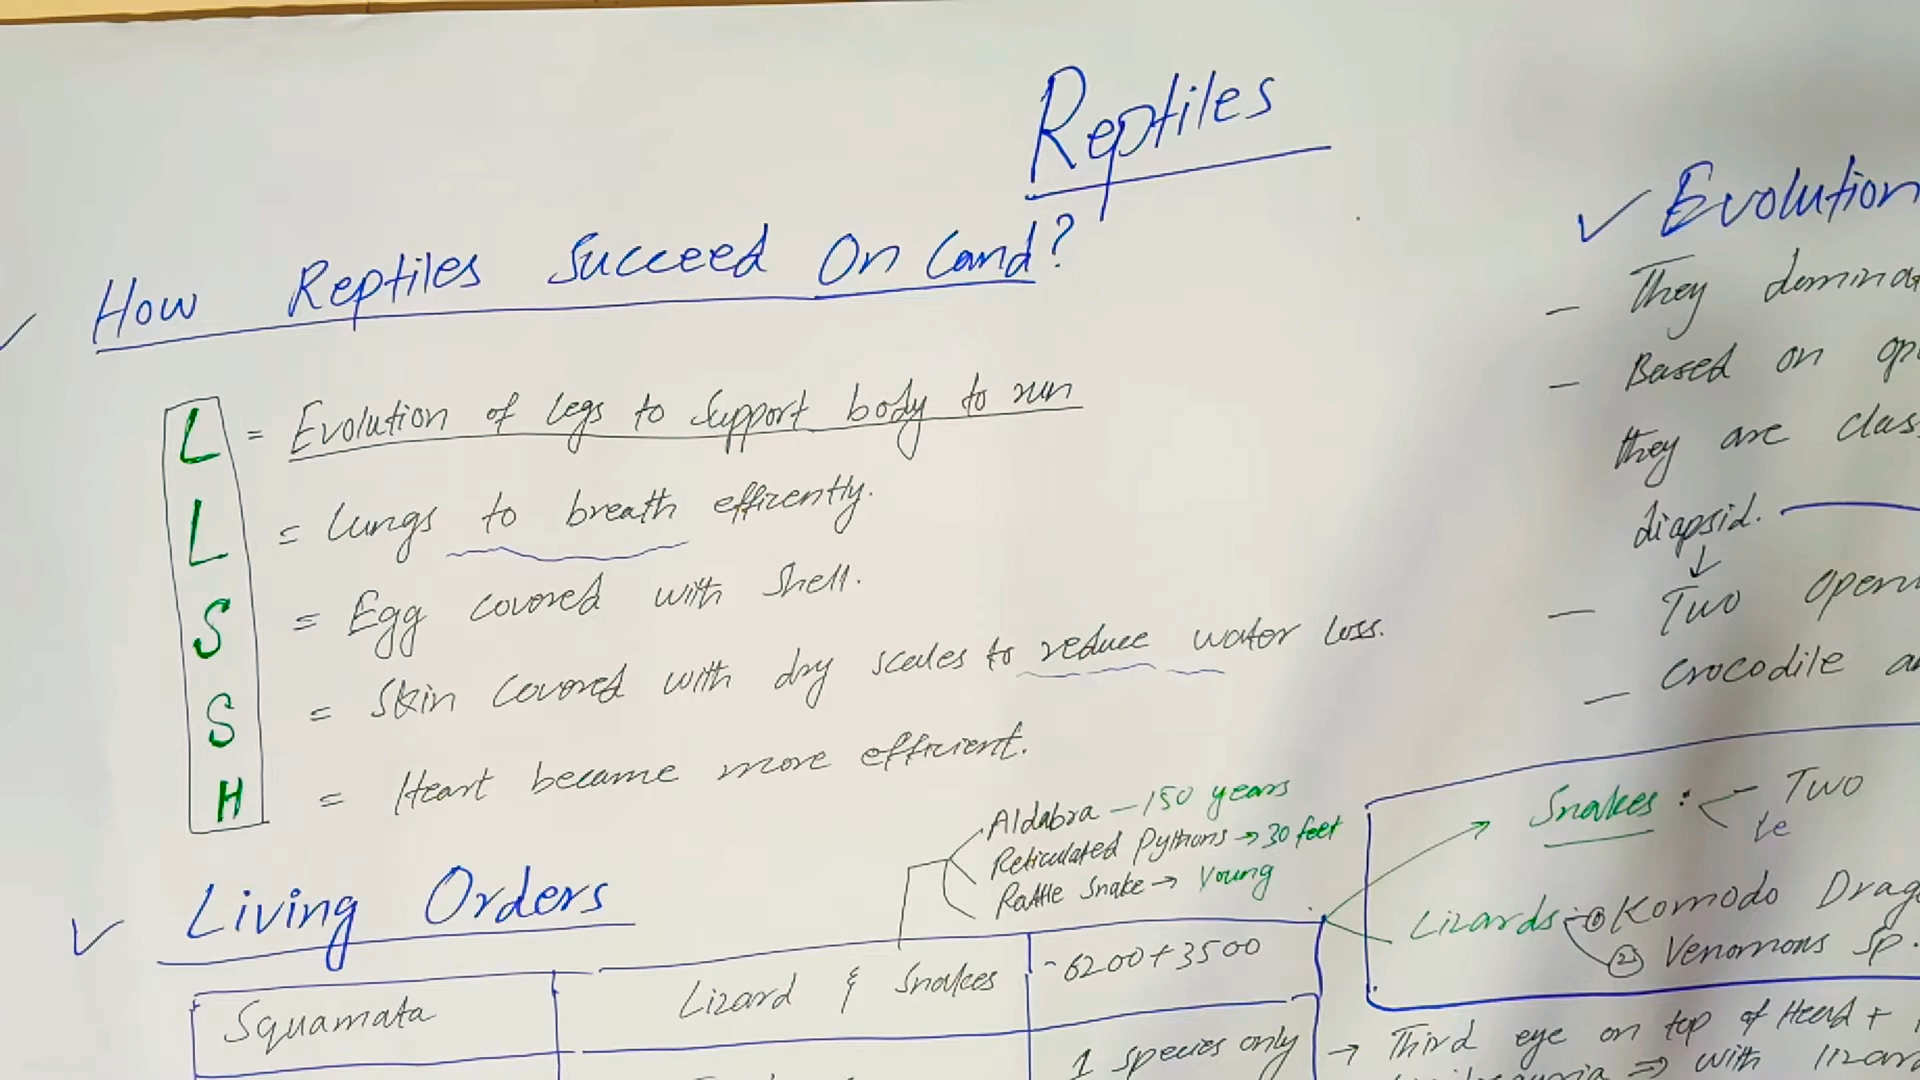 Reptiles
How Reptiles Succeed On Land?
L = Evolution of legs to support body to run
L = Lungs to breath efficently.
S = Egg covered with shell.
S = Skin covered with dry scales to reduce water loss.
H = Heart became more efficient.
Aldabra – 150 years
Reticulated Pythons → 30 feet
Rattle Snake → Young
Living Orders
Squamata Lizard & Snakes ~6200+3500
1 species only → Third eye on top of Head +
⇒ with
Evolution
– They
– Based on
they are
diapsid.
↓
– Two
– Crocodile
Snakes : – Two
Lizards :- ① Komodo
② Venomous Sp.